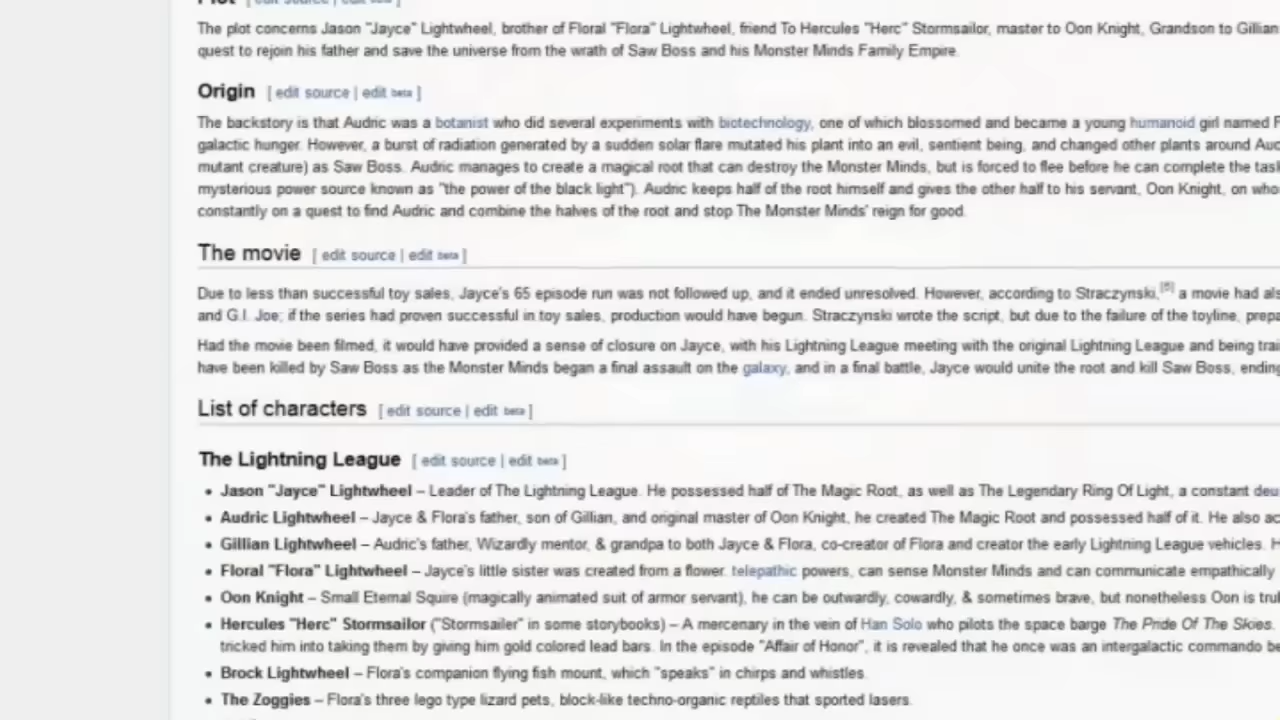 Plot [ edit source | edit beta ]
The plot concerns Jason "Jayce" Lightwheel, brother of Floral "Flora" Lightwheel, friend To Hercules "Herc" Stormsailor, master to Oon Knight, Grandson to Gillian
quest to rejoin his father and save the universe from the wrath of Saw Boss and his Monster Minds Family Empire.
Origin [ edit source | edit beta ]
The backstory is that Audric was a botanist who did several experiments with biotechnology, one of which blossomed and became a young humanoid girl named F
galactic hunger. However, a burst of radiation generated by a sudden solar flare mutated his plant into an evil, sentient being, and changed other plants around Aud
mutant creature) as Saw Boss. Audric manages to create a magical root that can destroy the Monster Minds, but is forced to flee before he can complete the task
mysterious power source known as "the power of the black light"). Audric keeps half of the root himself and gives the other half to his servant, Oon Knight, on who
constantly on a quest to find Audric and combine the halves of the root and stop The Monster Minds' reign for good.
The movie [ edit source | edit beta ]
Due to less than successful toy sales, Jayce's 65 episode run was not followed up, and it ended unresolved. However, according to Straczynski, a movie had als
and G.I. Joe; if the series had proven successful in toy sales, production would have begun. Straczynski wrote the script, but due to the failure of the toyline, prepa
Had the movie been filmed, it would have provided a sense of closure on Jayce, with his Lightning League meeting with the original Lightning League and being trai
have been killed by Saw Boss as the Monster Minds began a final assault on the galaxy, and in a final battle, Jayce would unite the root and kill Saw Boss, ending
List of characters [ edit source | edit beta ]
The Lightning League [ edit source | edit beta ]
• Jason "Jayce" Lightwheel – Leader of The Lightning League. He possessed half of The Magic Root, as well as The Legendary Ring Of Light, a constant deu
• Audric Lightwheel – Jayce & Flora's father, son of Gillian, and original master of Oon Knight, he created The Magic Root and possessed half of it. He also ac
• Gillian Lightwheel – Audric's father, Wizardly mentor, & grandpa to both Jayce & Flora, co-creator of Flora and creator the early Lightning League vehicles. H
• Floral "Flora" Lightwheel – Jayce's little sister was created from a flower. telepathic powers, can sense Monster Minds and can communicate empathically
• Oon Knight – Small Eternal Squire (magically animated suit of armor servant), he can be outwardly, cowardly, & sometimes brave, but nonetheless Oon is trul
• Hercules "Herc" Stormsailor ("Stormsailer" in some storybooks) – A mercenary in the vein of Han Solo who pilots the space barge The Pride Of The Skies.
tricked him into taking them by giving him gold colored lead bars. In the episode "Affair of Honor", it is revealed that he once was an intergalactic commando be
• Brock Lightwheel – Flora's companion flying fish mount, which "speaks" in chirps and whistles.
• The Zoggies – Flora's three lego type lizard pets, block-like techno-organic reptiles that sported lasers.